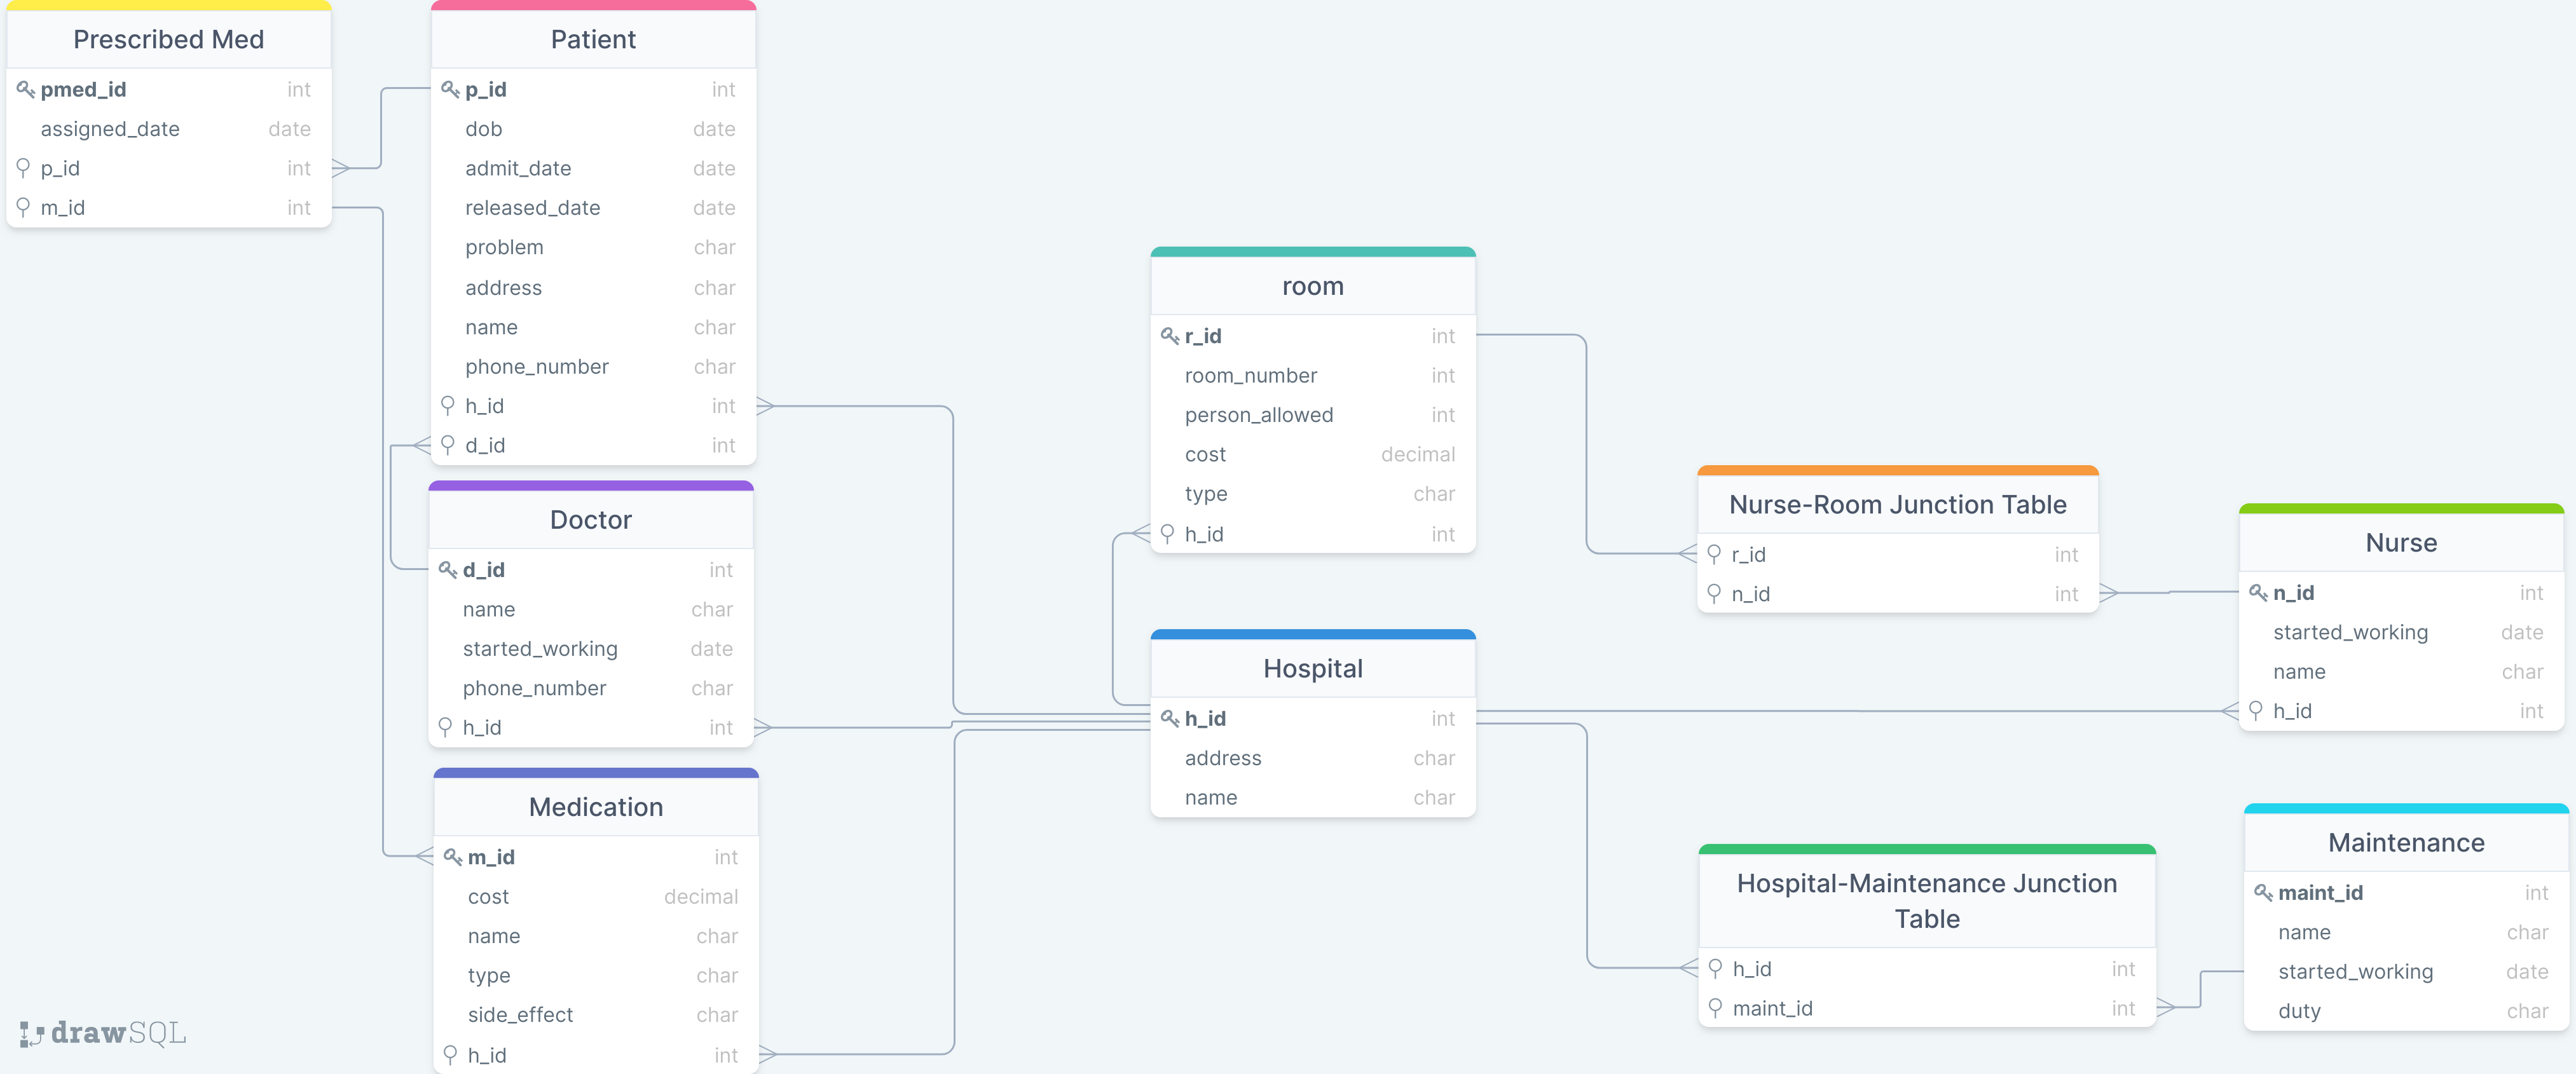 Prescribed Med
pmed_id int
assigned_date date
p_id int
m_id int
Patient
p_id int
dob date
admit_date date
released_date date
problem char
address char
name char
phone_number char
h_id int
d_id int
Doctor
d_id int
name char
started_working date
phone_number char
h_id int
Medication
m_id int
cost decimal
name char
type char
side_effect char
h_id int
room
r_id int
room_number int
person_allowed int
cost decimal
type char
h_id int
Hospital
h_id int
address char
name char
Nurse-Room Junction Table
r_id int
n_id int
Nurse
n_id int
started_working date
name char
h_id int
Hospital-Maintenance Junction
Table
h_id int
maint_id int
Maintenance
maint_id int
name char
started_working date
duty char
drawSQL